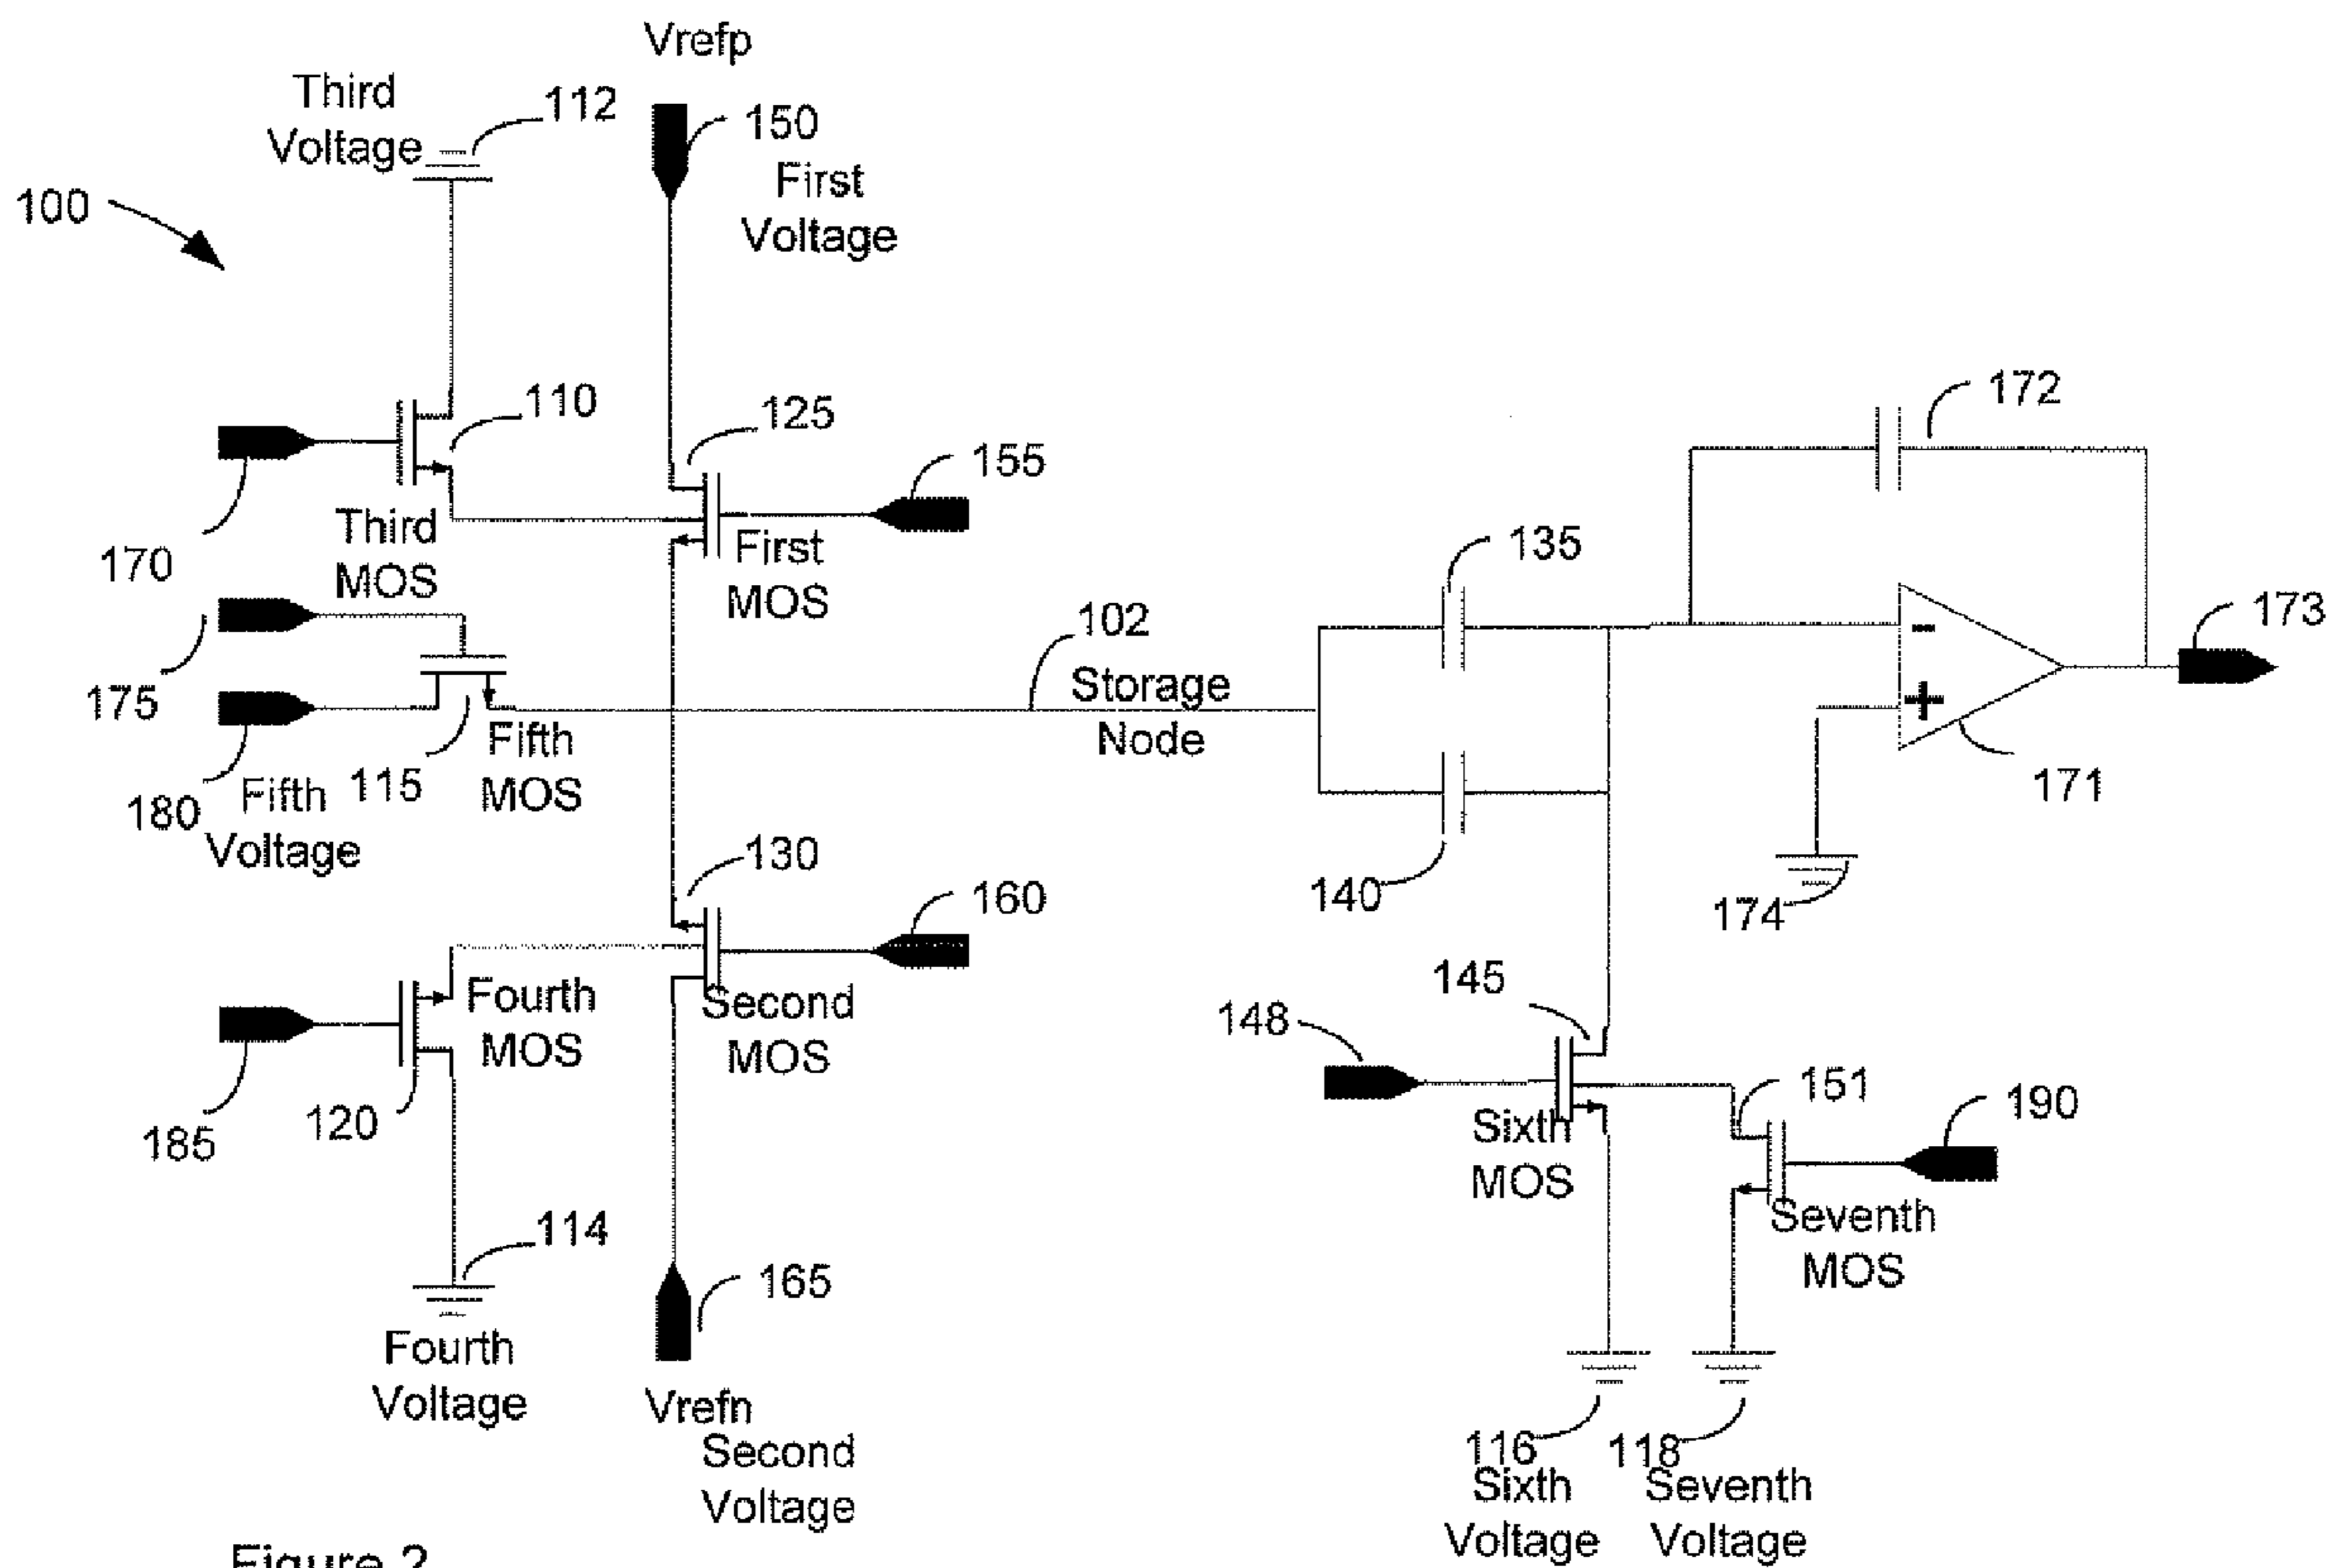 Vrefp
Third
Voltage
112
150
First
Voltage
100
110
125
155
172
170
Third
MOS
First
MOS
135
175
102
173
Storage
Node
-
+
180
Fifth
Voltage
115
Fifth
MOS
171
130
160
140
174
Fourth
MOS
Second
MOS
145
148
185
120
151
190
Sixth
MOS
Seventh
MOS
114
165
Fourth
Voltage
Vrefn
Second
Voltage
116
118
Sixth
Voltage
Seventh
Voltage
Figure 2